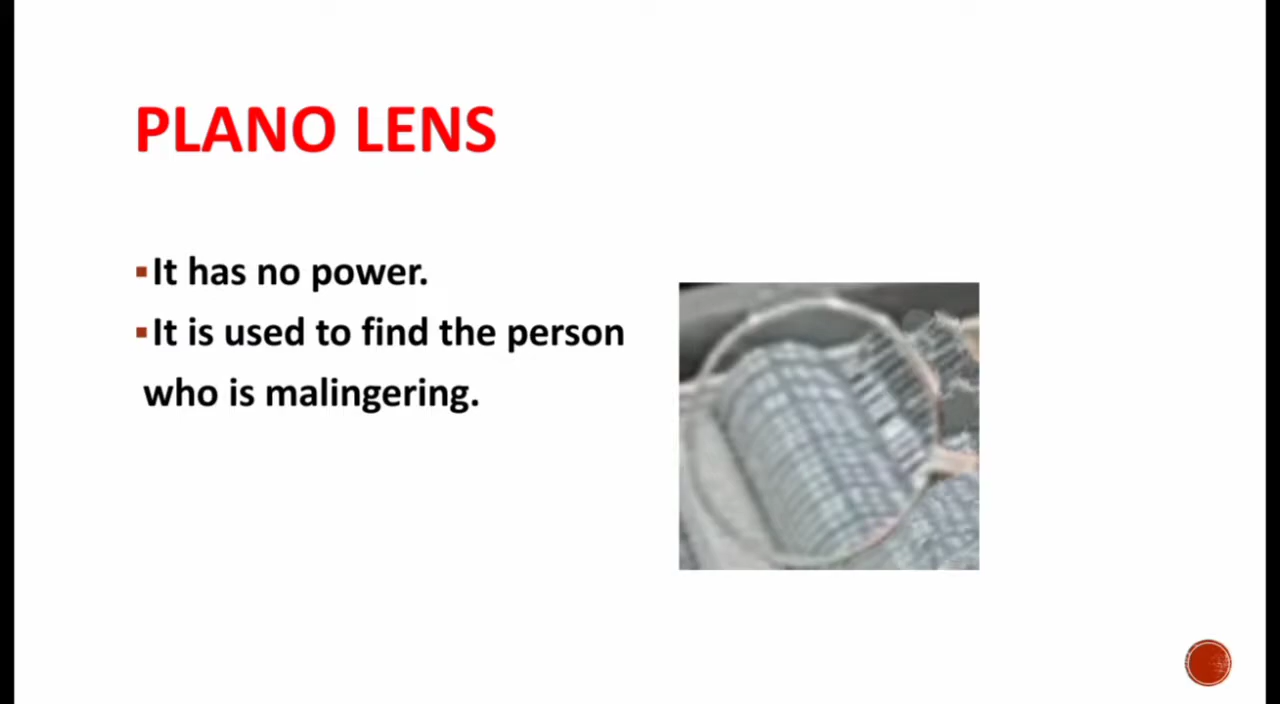 PLANO LENS
▪It has no power.
▪It is used to find the person
who is malingering.